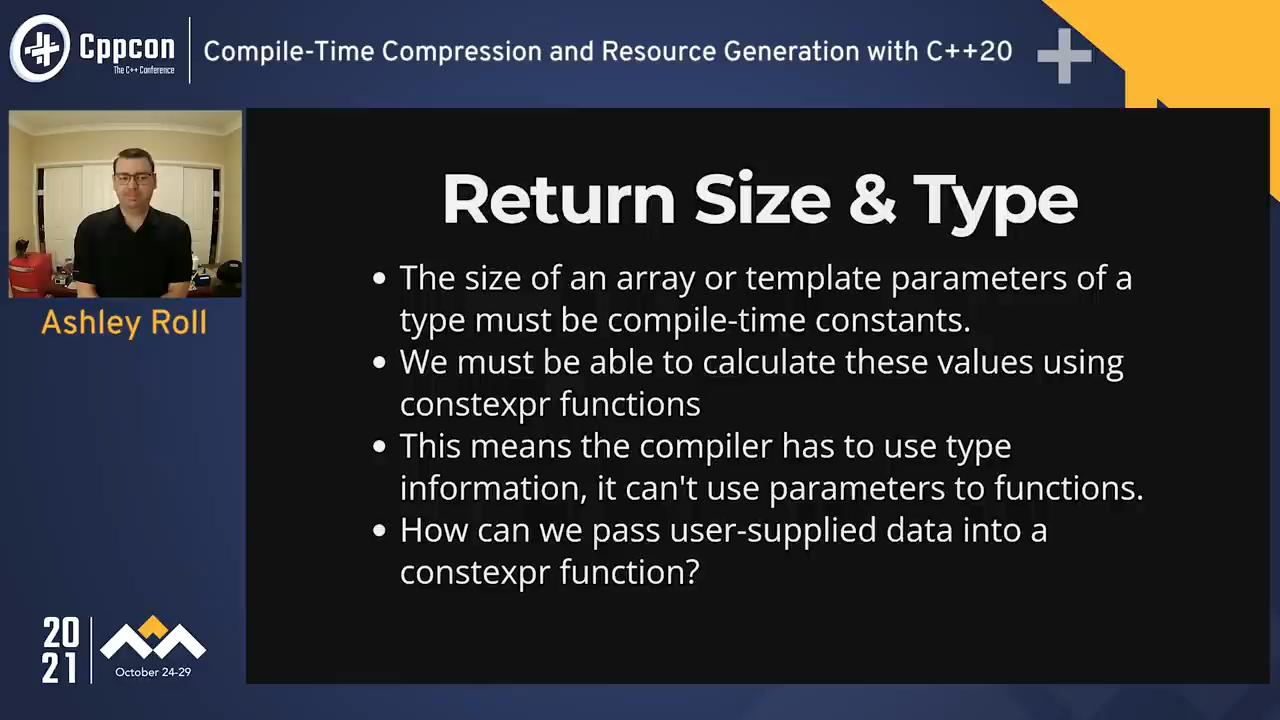 Cppcon
The C++ Conference
Compile-Time Compression and Resource Generation with C++20
Ashley Roll
Return Size & Type
• The size of an array or template parameters of a
type must be compile-time constants.
• We must be able to calculate these values using
constexpr functions
• This means the compiler has to use type
information, it can't use parameters to functions.
• How can we pass user-supplied data into a
constexpr function?
20
21
October 24-29